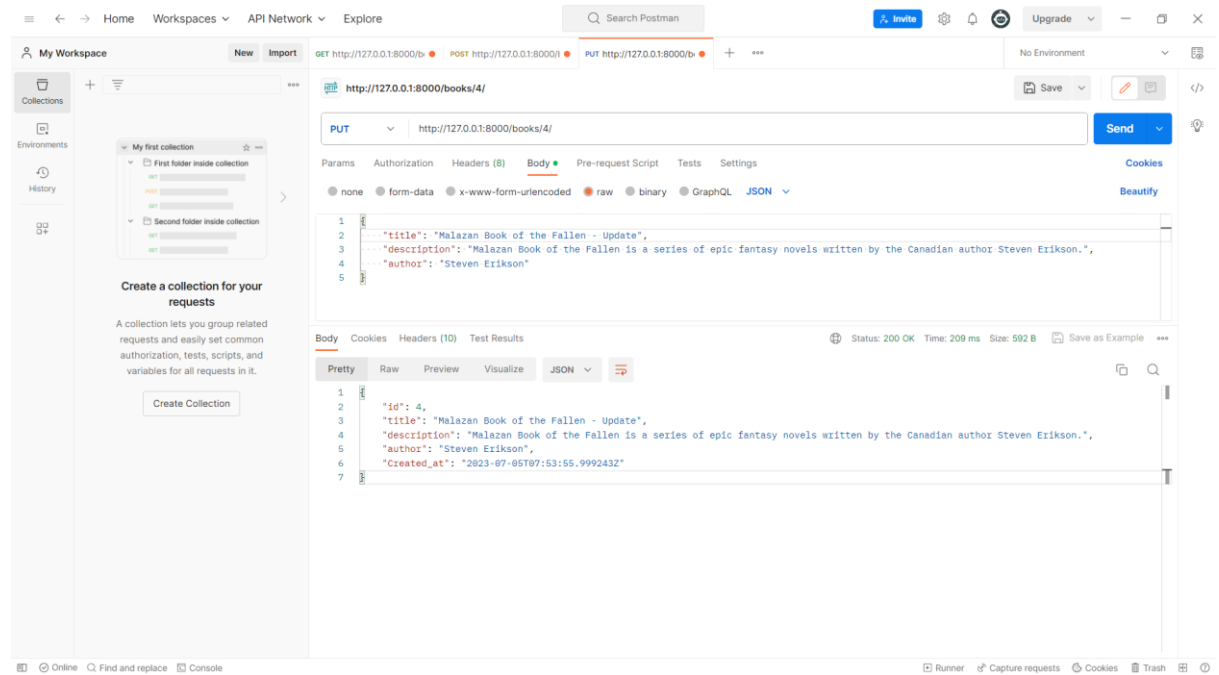 Home Workspaces API Network Explore Search Postman Invite Upgrade
My Workspace New Import GET http://127.0.0.1:8000/b POST http://127.0.0.1:8000/ PUT http://127.0.0.1:8000/b No Environment
Collections
Environments
History
My first collection
First folder inside collection
GET
GET
Second folder inside collection
GET
GET
Create a collection for your
requests
A collection lets you group related
requests and easily set common
authorization, tests, scripts, and
variables for all requests in it.
Create Collection
HTTP http://127.0.0.1:8000/books/4/ Save
PUT http://127.0.0.1:8000/books/4/ Send
Params Authorization Headers (8) Body Pre-request Script Tests Settings Cookies
none form-data x-www-form-urlencoded raw binary GraphQL JSON Beautify
1 {
2 "title": "Malazan Book of the Fallen - Update",
3 "description": "Malazan Book of the Fallen is a series of epic fantasy novels written by the Canadian author Steven Erikson.",
4 "author": "Steven Erikson"
5 }
Body Cookies Headers (10) Test Results Status: 200 OK Time: 209 ms Size: 592 B Save as Example
Pretty Raw Preview Visualize JSON
1 {
2 "id": 4,
3 "title": "Malazan Book of the Fallen - Update",
4 "description": "Malazan Book of the Fallen is a series of epic fantasy novels written by the Canadian author Steven Erikson.",
5 "author": "Steven Erikson",
6 "Created_at": "2023-07-05T07:53:55.999243Z"
7 }
Online Find and replace Console Runner Capture requests Cookies Trash